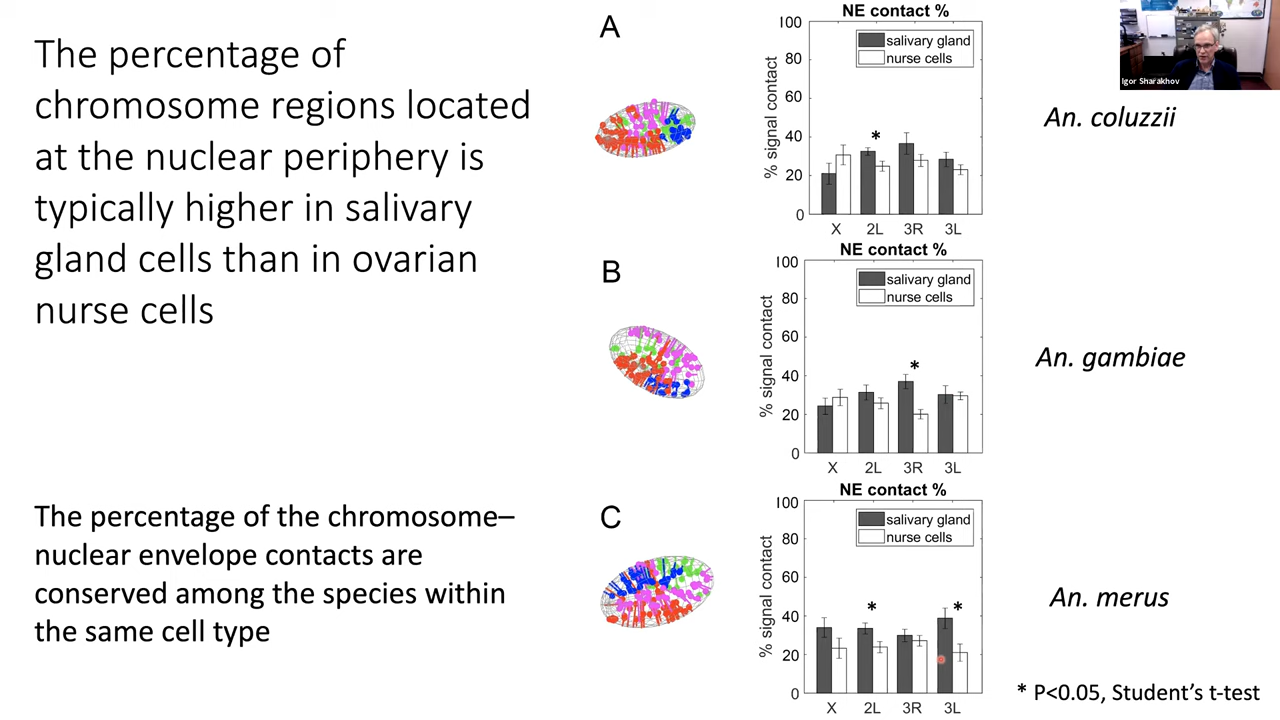 The percentage of
chromosome regions located
at the nuclear periphery is
typically higher in salivary
gland cells than in ovarian
nurse cells
The percentage of the chromosome–
nuclear envelope contacts are
conserved among the species within
the same cell type
A
NE contact %
100
80
60
40
20
0
% signal contact
salivary gland
nurse cells
*
X 2L 3R 3L
An. coluzzii
B
NE contact %
100
80
60
40
20
0
% signal contact
salivary gland
nurse cells
*
X 2L 3R 3L
An. gambiae
C
NE contact %
100
80
60
40
20
0
% signal contact
salivary gland
nurse cells
* *
X 2L 3R 3L
An. merus
* P<0.05, Student’s t-test
Igor Sharakhov